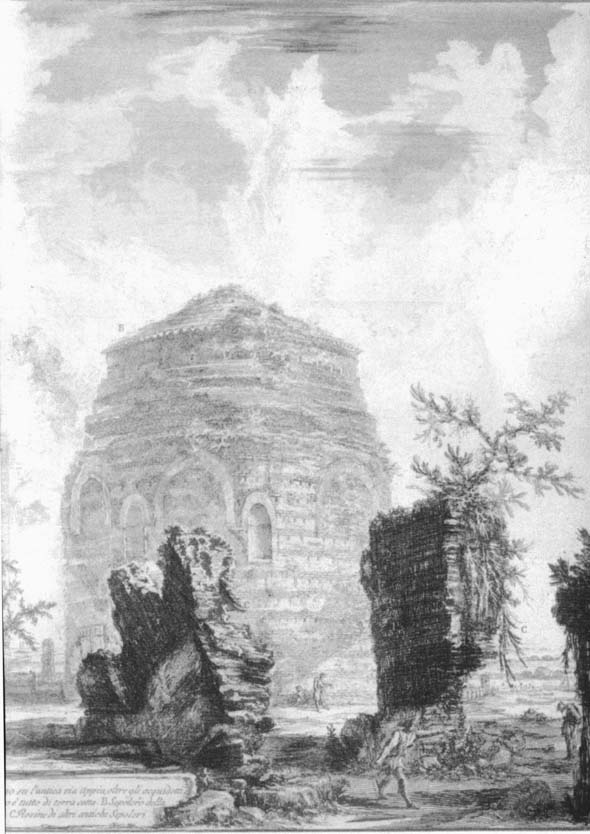 B
C
no su l'antica via Appia, oltre gli acquidotti
o è tutto di terra cotta. B. Sepolcro della
C. Rovine di altri antichi Sepolcri